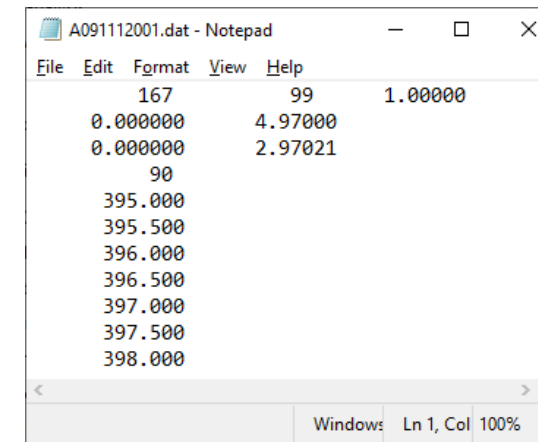 A091112001.dat - Notepad
File Edit Format View Help
167 99 1.00000
0.000000 4.97000
0.000000 2.97021
90
395.000
395.500
396.000
396.500
397.000
397.500
398.000
Windows Ln 1, Col 100%